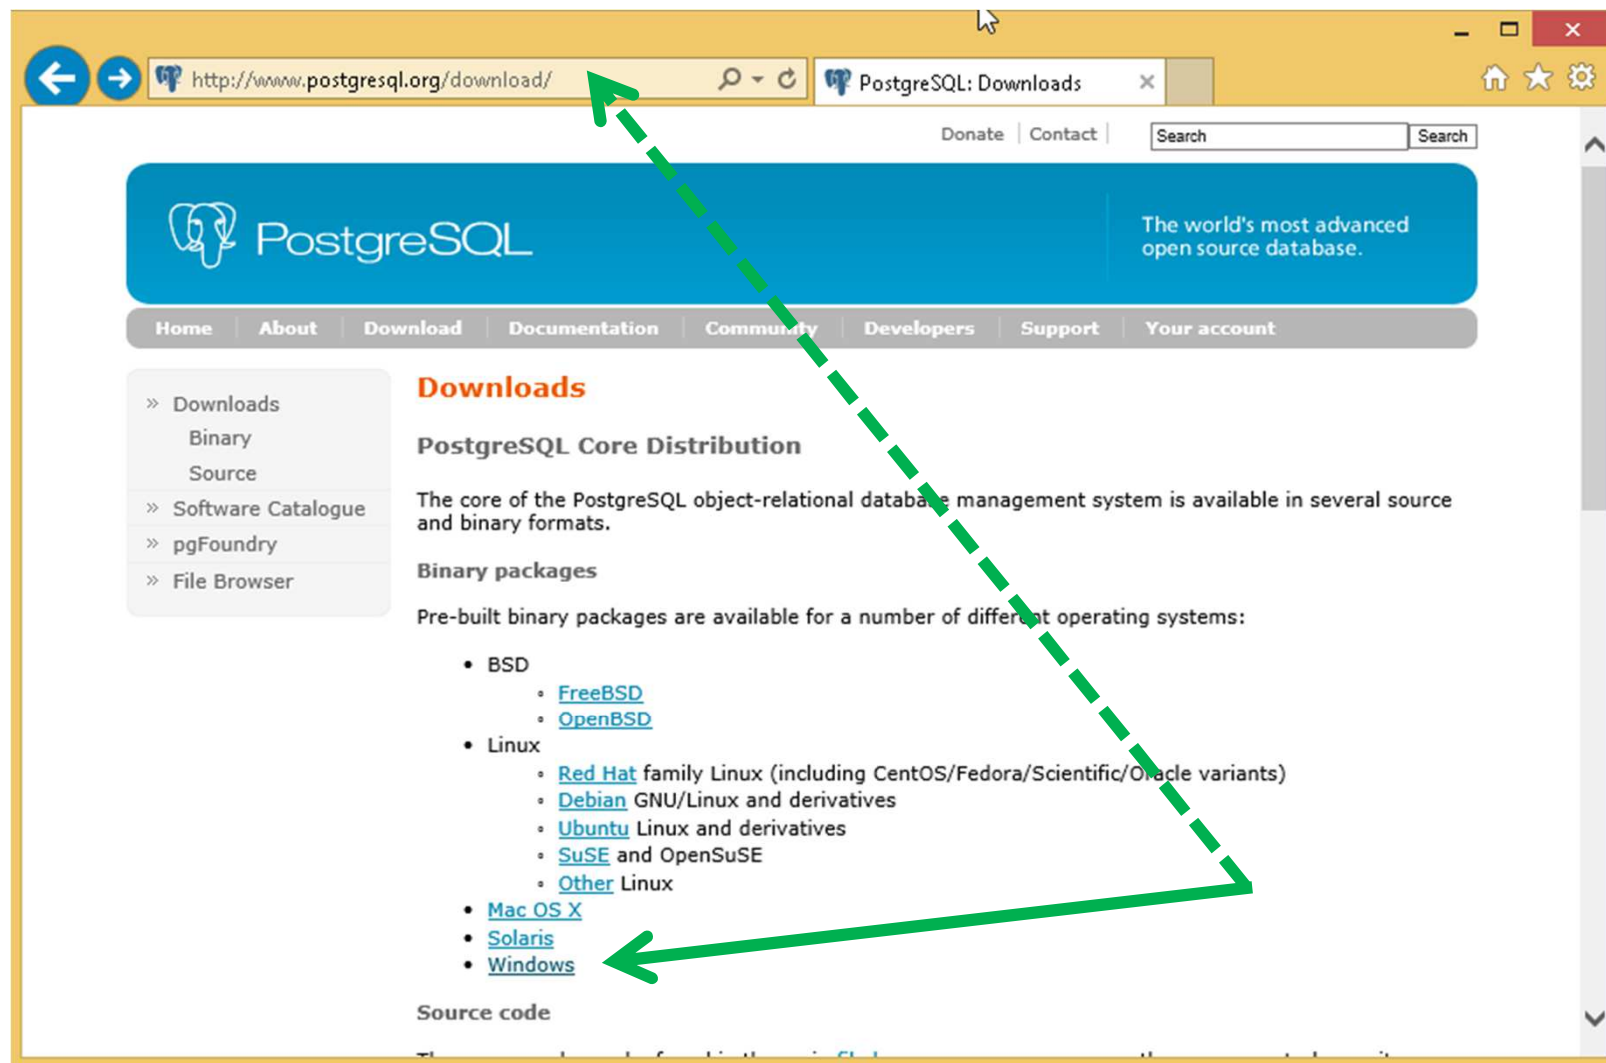 http://www.postgresql.org/download/
PostgreSQL: Downloads
Donate
Contact
Search
Search
PostgreSQL
The world's most advanced
open source database.
Home
About
Download
Documentation
Community
Developers
Support
Your account
» Downloads
Binary
Source
» Software Catalogue
» pgFoundry
» File Browser
Downloads
PostgreSQL Core Distribution
The core of the PostgreSQL object-relational database management system is available in several source
and binary formats.
Binary packages
Pre-built binary packages are available for a number of different operating systems:
• BSD
◦ FreeBSD
◦ OpenBSD
• Linux
◦ Red Hat family Linux (including CentOS/Fedora/Scientific/Oracle variants)
◦ Debian GNU/Linux and derivatives
◦ Ubuntu Linux and derivatives
◦ SuSE and OpenSuSE
◦ Other Linux
• Mac OS X
• Solaris
• Windows
Source code